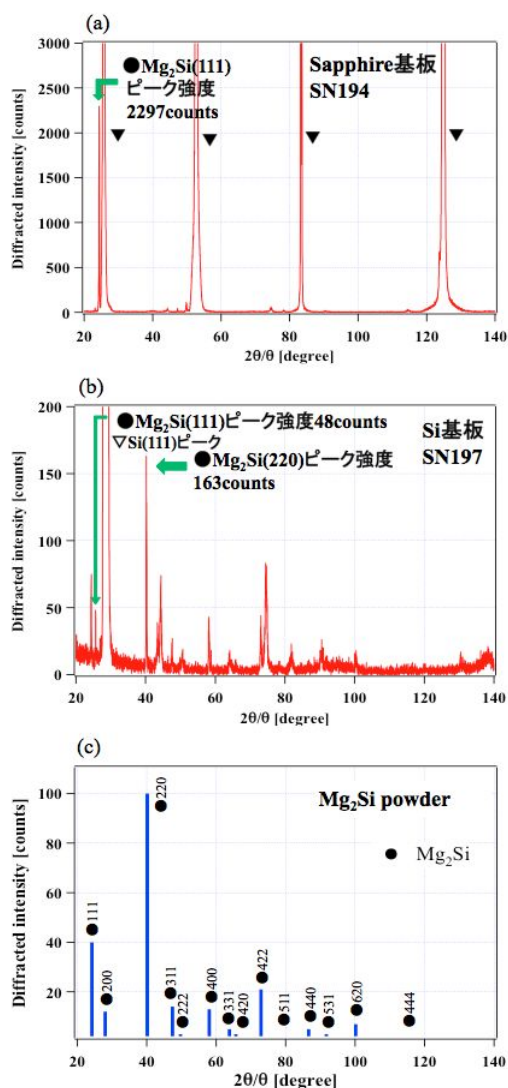 (a)
3000
2500
2000
1500
1000
500
0
Diffracted intensity [counts]
●Mg₂Si(111)
ピーク強度
2297counts
Sapphire基板
SN194
▼ ▼ ▼ ▼
20 40 60 80 100 120 140
2θ/θ [degree]
(b)
200
150
100
50
0
Diffracted intensity [counts]
●Mg₂Si(111)ピーク強度48counts
▽Si(111)ピーク
●Mg₂Si(220)ピーク強度
163counts
Si基板
SN197
20 40 60 80 100 120 140
2θ/θ [degree]
(c)
100
80
60
40
20
Diffracted intensity [counts]
Mg₂Si powder
● Mg₂Si
111
200
220
311
222
400
331
420
422
511
440
531
620
444
20 40 60 80 100 120 140
2θ/θ [degree]